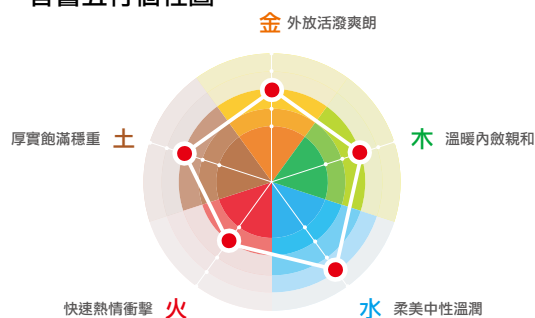 金 外放活潑爽朗
厚實飽滿穩重 土
木 溫暖內斂親和
快速熱情衝擊 火
水 柔美中性溫潤